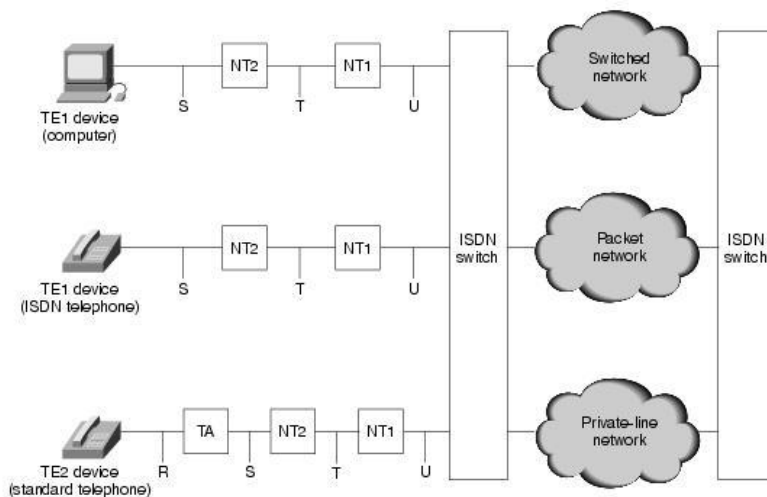 NT2
NT1
Switched
network
S
T
U
TE1 device
(computer)
NT2
NT1
ISDN
switch
Packet
network
ISDN
switch
S
T
U
TE1 device
(ISDN telephone)
TA
NT2
NT1
Private-line
network
R
S
T
U
TE2 device
(standard telephone)